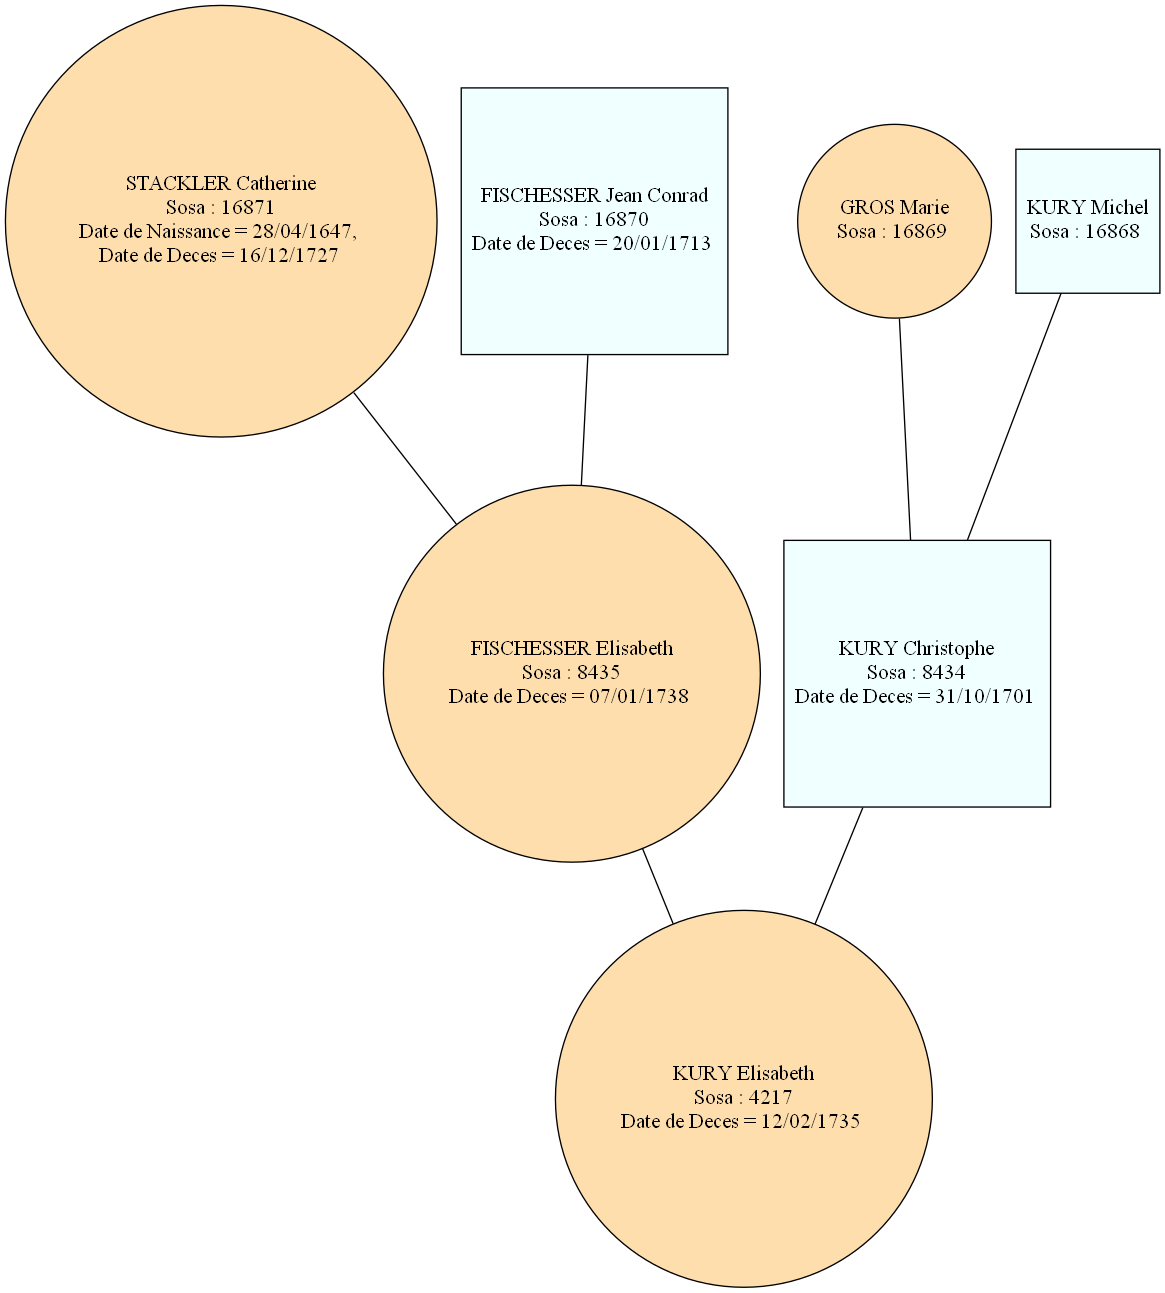 STACKLER Catherine
Sosa : 16871
Date de Naissance = 28/04/1647,
Date de Deces = 16/12/1727
FISCHESSER Jean Conrad
Sosa : 16870
Date de Deces = 20/01/1713
GROS Marie
Sosa : 16869
KURY Michel
Sosa : 16868
FISCHESSER Elisabeth
Sosa : 8435
Date de Deces = 07/01/1738
KURY Christophe
Sosa : 8434
Date de Deces = 31/10/1701
KURY Elisabeth
Sosa : 4217
Date de Deces = 12/02/1735